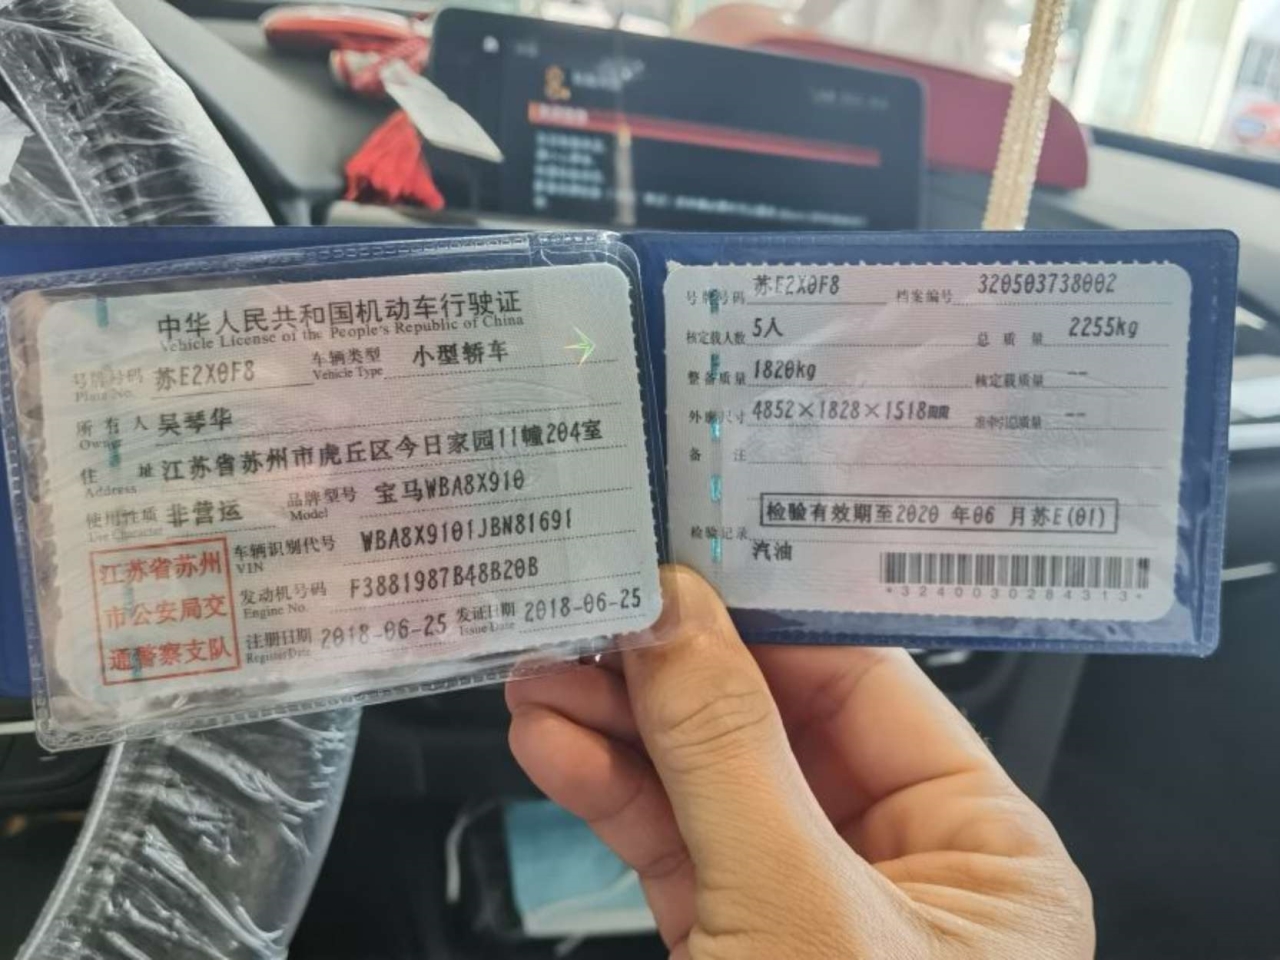 中华人民共和国机动车行驶证
Vehicle License of the People's Republic of China
号牌号码 苏E2X0F8 车辆类型 小型轿车
Plate No. Vehicle Type
所有人 吴琴华
Owner
住址 江苏省苏州市虎丘区今日家园11幢204室
Address
使用性质 非营运 品牌型号 宝马WBA8X910
Use Character Model
车辆识别代号 WBA8X9101JBN81691
VIN
发动机号码 F3881987B48B20B
Engine No.
注册日期 2018-06-25 发证日期 2018-06-25
Register Date Issue Date
江苏省苏州
市公安局交
通警察支队
号牌号码 苏E2X0F8 档案编号 320503738002
核定载人数 5人 总质量 2255kg
整备质量 1820kg 核定载质量 --
外廓尺寸 4852×1828×1518mm 准牵引总质量 --
备注
检验有效期至2020 年06 月苏E(01)
检验记录
汽油
*3240030284313*